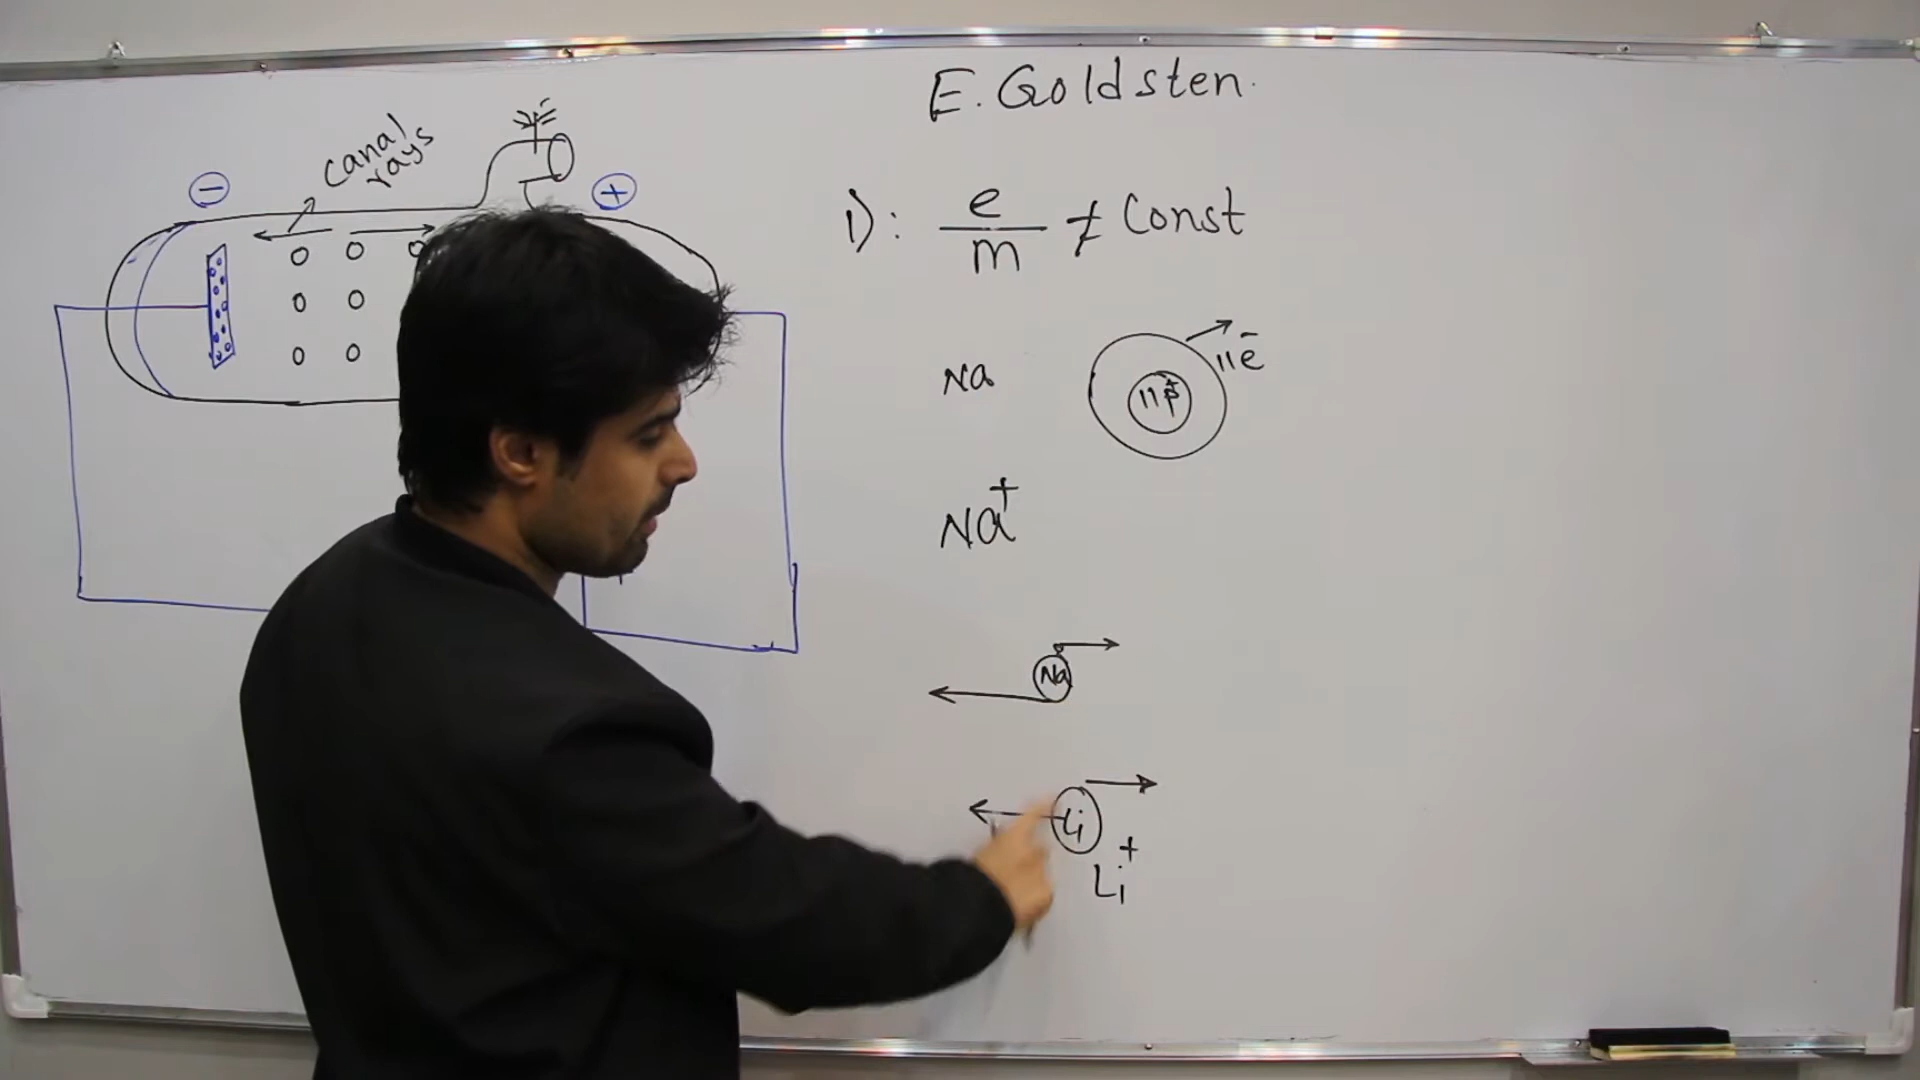 E. Goldsten.
canal
rays
−
+
1): e/m ≠ Const
Na
11p+
11e-
Na+
Na
Li
Li+